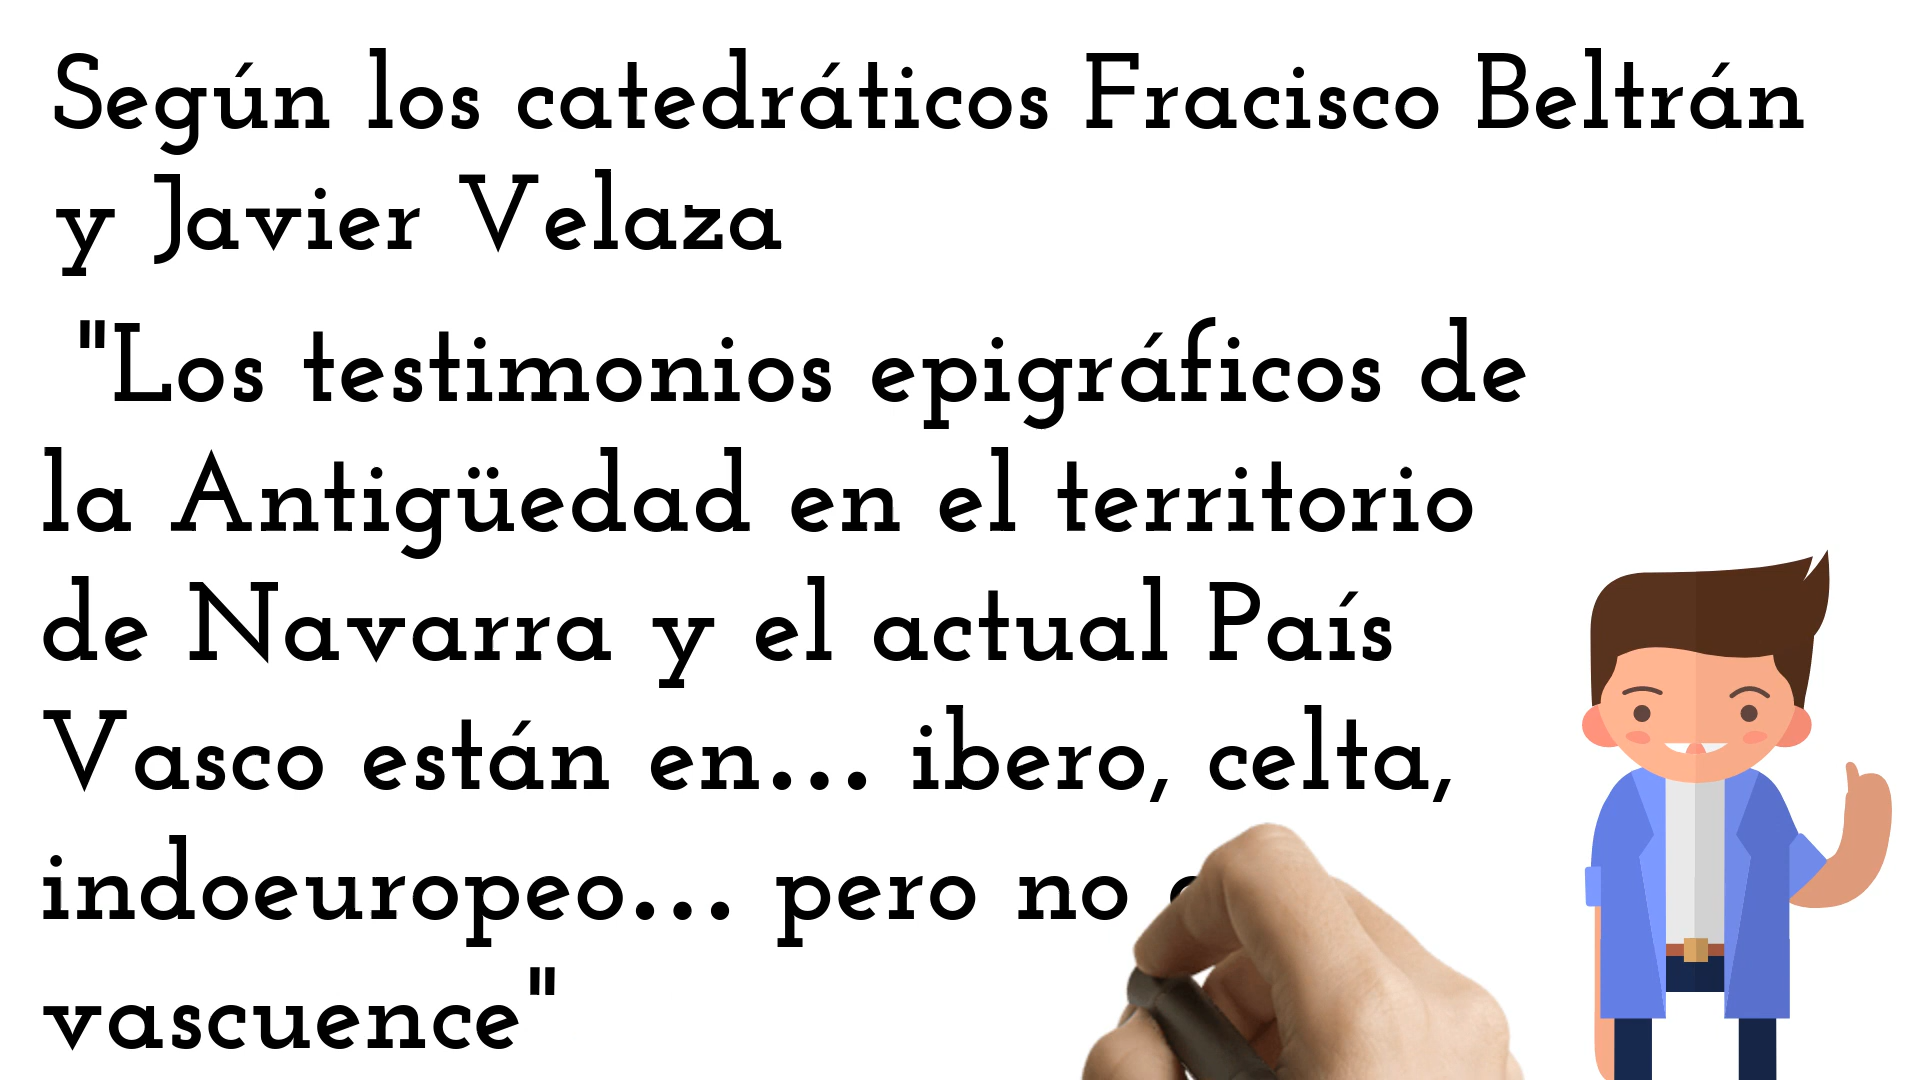 Según los catedráticos Fracisco Beltrán
y Javier Velaza
"Los testimonios epigráficos de
la Antigüedad en el territorio
de Navarra y el actual País
Vasco están en... ibero, celta,
indoeuropeo... pero no
vascuence"